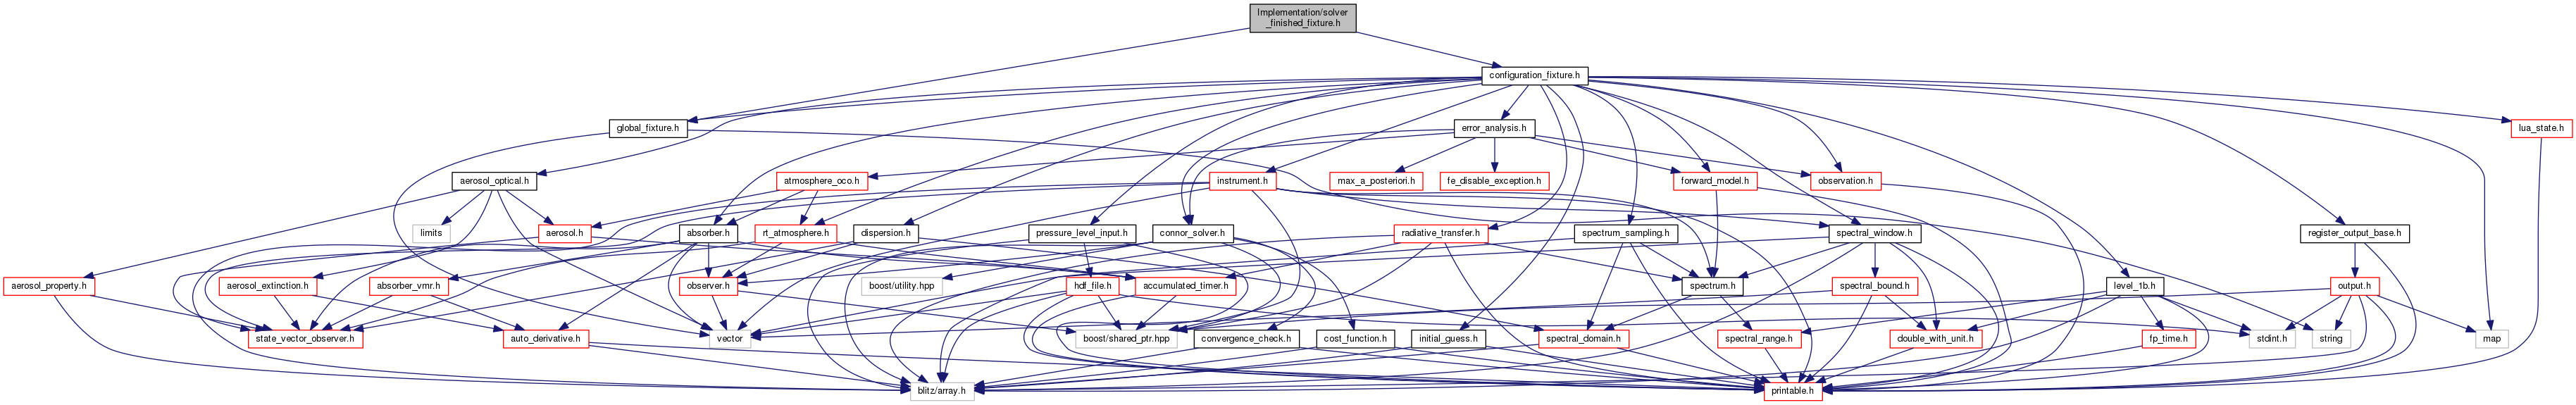 Implementation/solver
_finished_fixture.h
configuration_fixture.h
global_fixture.h
error_analysis.h
lua_state.h
aerosol_optical.h
atmosphere_oco.h
instrument.h
max_a_posteriori.h
fe_disable_exception.h
forward_model.h
observation.h
limits
aerosol.h
absorber.h
rt_atmosphere.h
dispersion.h
pressure_level_input.h
connor_solver.h
radiative_transfer.h
spectrum_sampling.h
spectral_window.h
register_output_base.h
aerosol_property.h
aerosol_extinction.h
absorber_vmr.h
observer.h
boost/utility.hpp
hdf_file.h
accumulated_timer.h
spectrum.h
spectral_bound.h
level_1b.h
output.h
state_vector_observer.h
auto_derivative.h
vector
boost/shared_ptr.hpp
convergence_check.h
cost_function.h
initial_guess.h
spectral_domain.h
spectral_range.h
double_with_unit.h
fp_time.h
stdint.h
string
map
blitz/array.h
printable.h